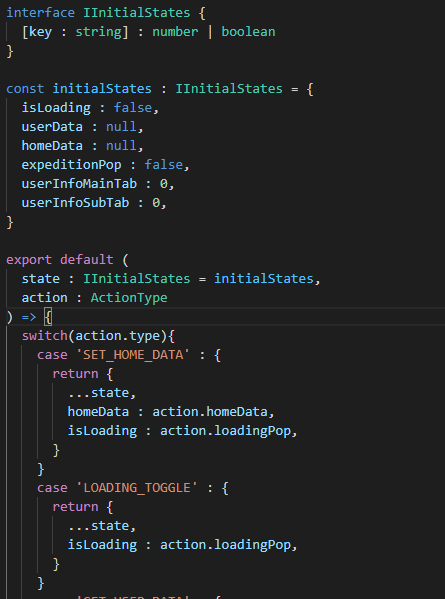 interface IInitialStates {
[key : string] : number | boolean
}
const initialStates : IInitialStates = {
isLoading : false,
userData : null,
homeData : null,
expeditionPop : false,
userInfoMainTab : 0,
userInfoSubTab : 0,
}
export default (
state : IInitialStates = initialStates,
action : ActionType
) => {
switch(action.type){
case 'SET_HOME_DATA' : {
return {
...state,
homeData : action.homeData,
isLoading : action.loadingPop,
}
}
case 'LOADING_TOGGLE' : {
return {
...state,
isLoading : action.loadingPop,
}
}